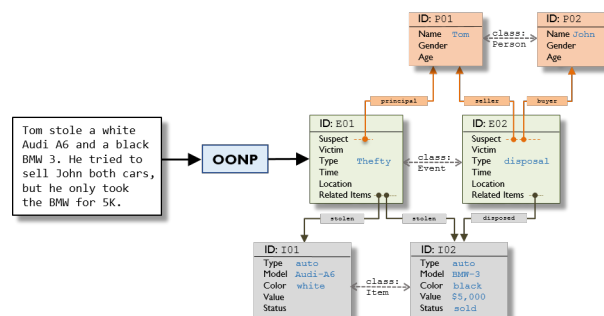 ID: P01
Name Tom
Gender
Age
class:
Person
ID: P02
Name John
Gender
Age
principal
seller
buyer
Tom stole a white
Audi A6 and a black
BMW 3. He tried to
sell John both cars,
but he only took
the BMW for 5K.
OONP
ID: E01
Suspect
Victim
Type Thefty
Time
Location
Related Items
class:
Event
ID: E02
Suspect
Victim
Type disposal
Time
Location
Related Items
stolen
stolen
disposed
ID: I01
Type auto
Model Audi-A6
Color white
Value
Status
class:
Item
ID: I02
Type auto
Model BMW-3
Color black
Value $5,000
Status sold